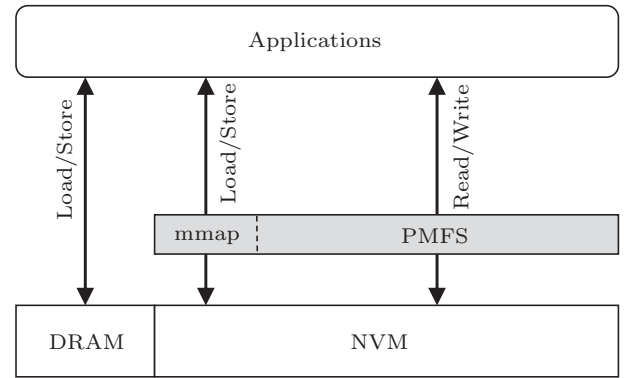 Applications
Load/Store
Load/Store
Read/Write
mmap
PMFS
DRAM
NVM